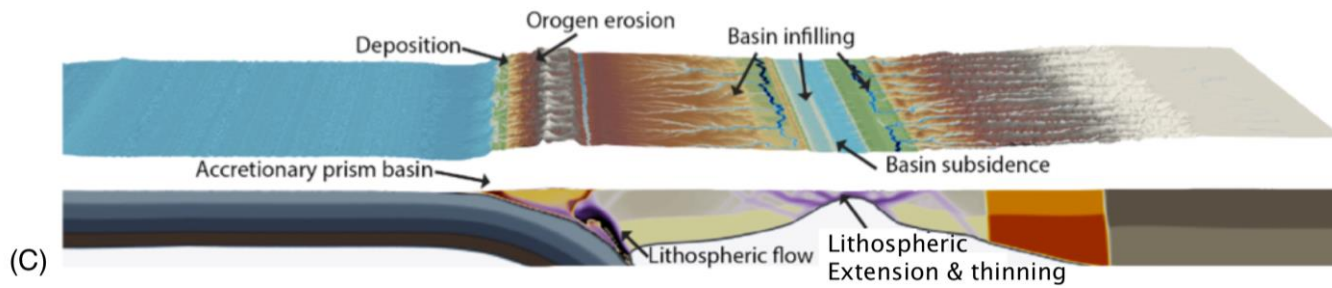 Orogen erosion
Deposition
Basin infilling
Basin subsidence
Accretionary prism basin
(C)
Lithospheric flow
Lithospheric
Extension & thinning